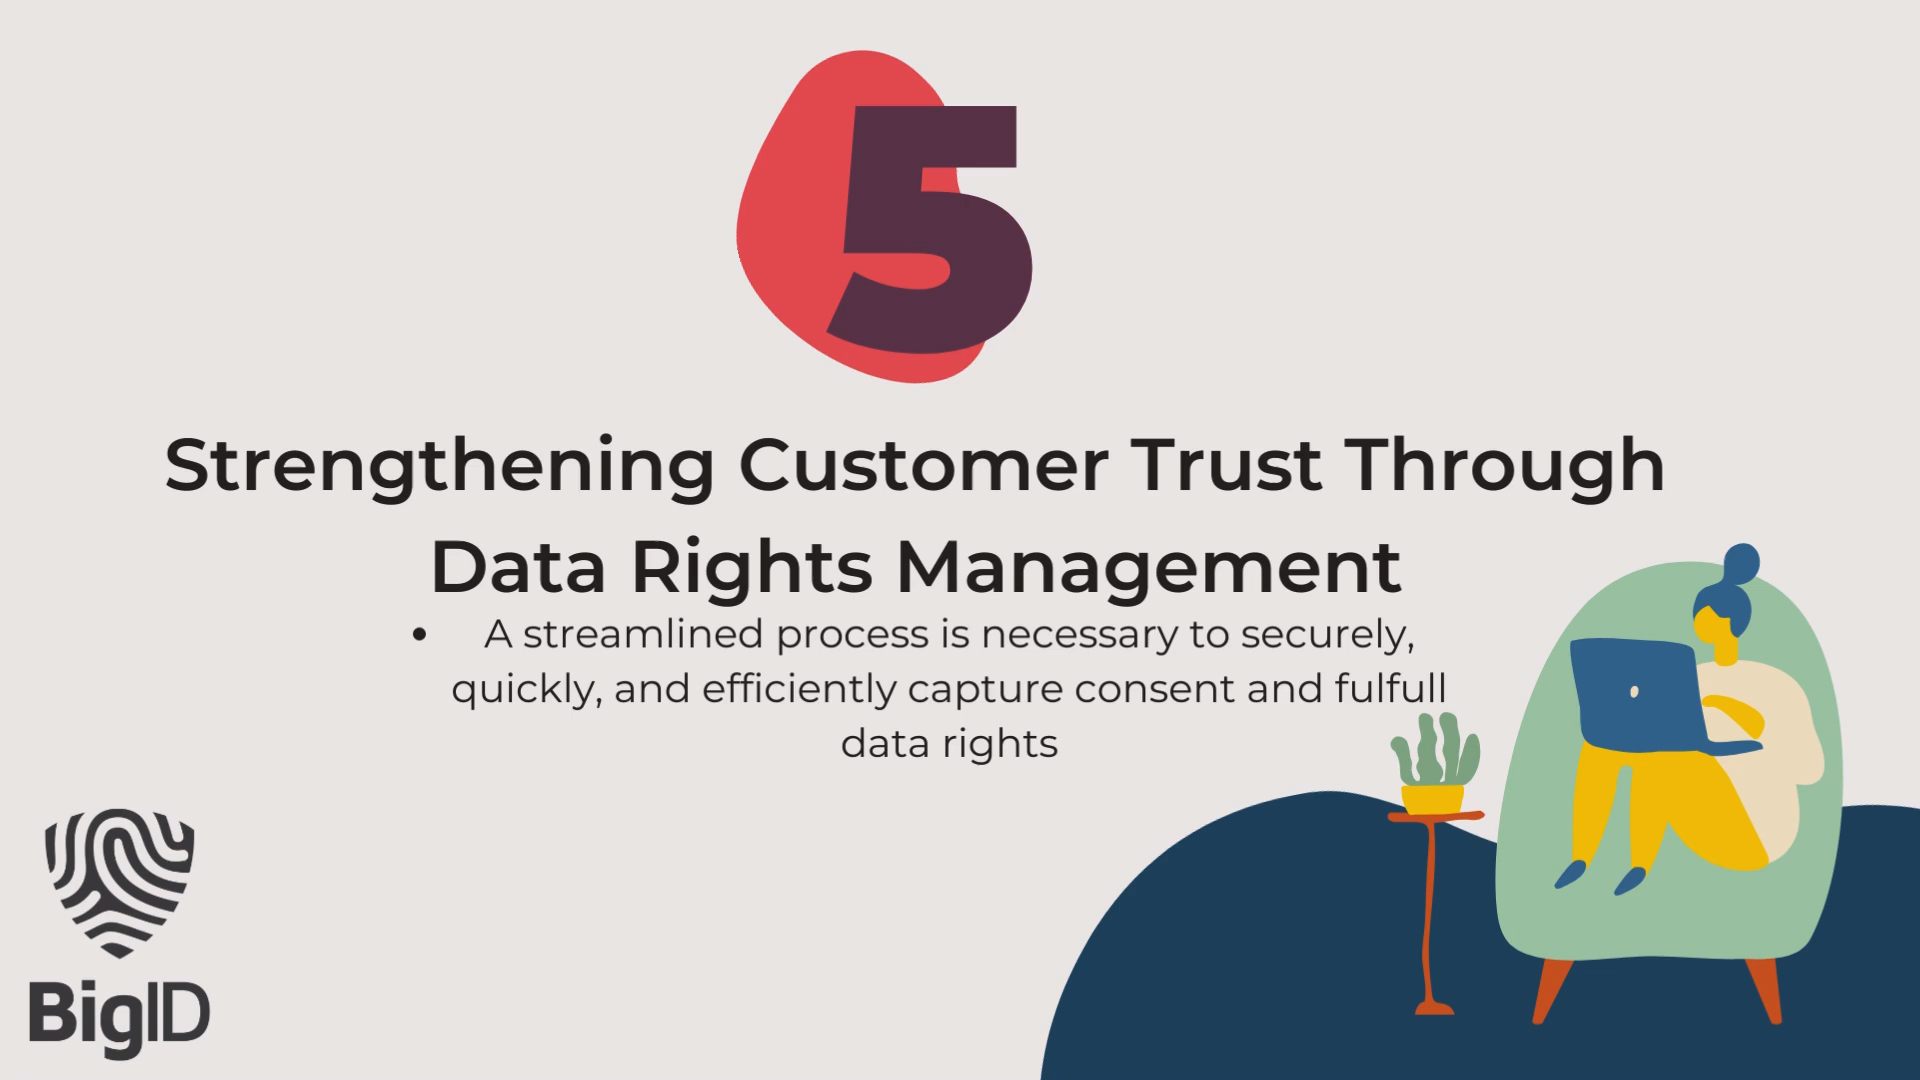 5
Strengthening Customer Trust Through
Data Rights Management
• A streamlined process is necessary to securely,
quickly, and efficiently capture consent and fulfull
data rights
BigID